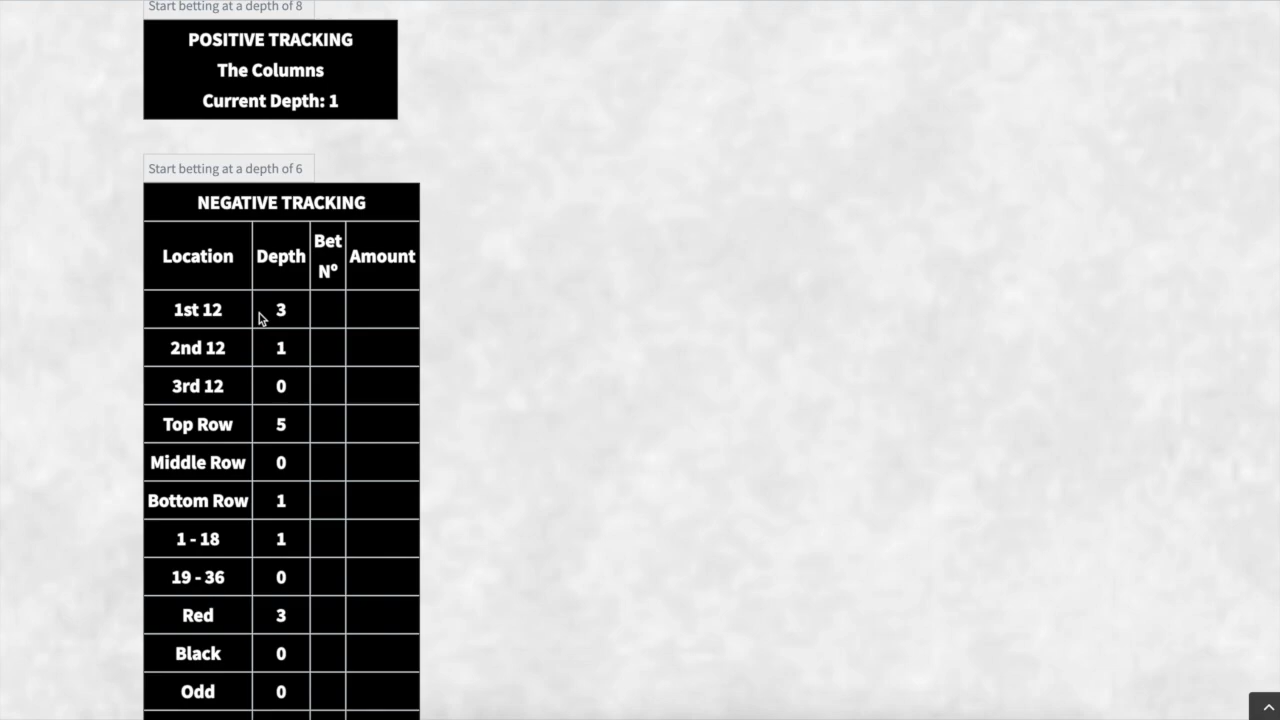 Start betting at a depth of 8
POSITIVE TRACKING
The Columns
Current Depth: 1
Start betting at a depth of 6
NEGATIVE TRACKING
Location Depth Bet Nº Amount
1st 12 3
2nd 12 1
3rd 12 0
Top Row 5
Middle Row 0
Bottom Row 1
1 - 18 1
19 - 36 0
Red 3
Black 0
Odd 0